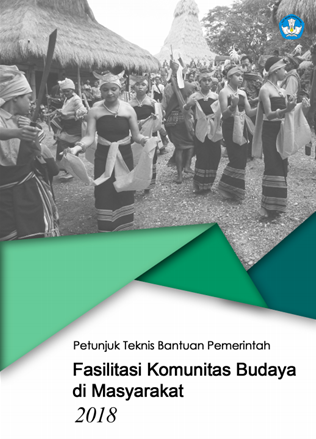 Petunjuk Teknis Bantuan Pemerintah
Fasilitasi Komunitas Budaya
di Masyarakat
2018